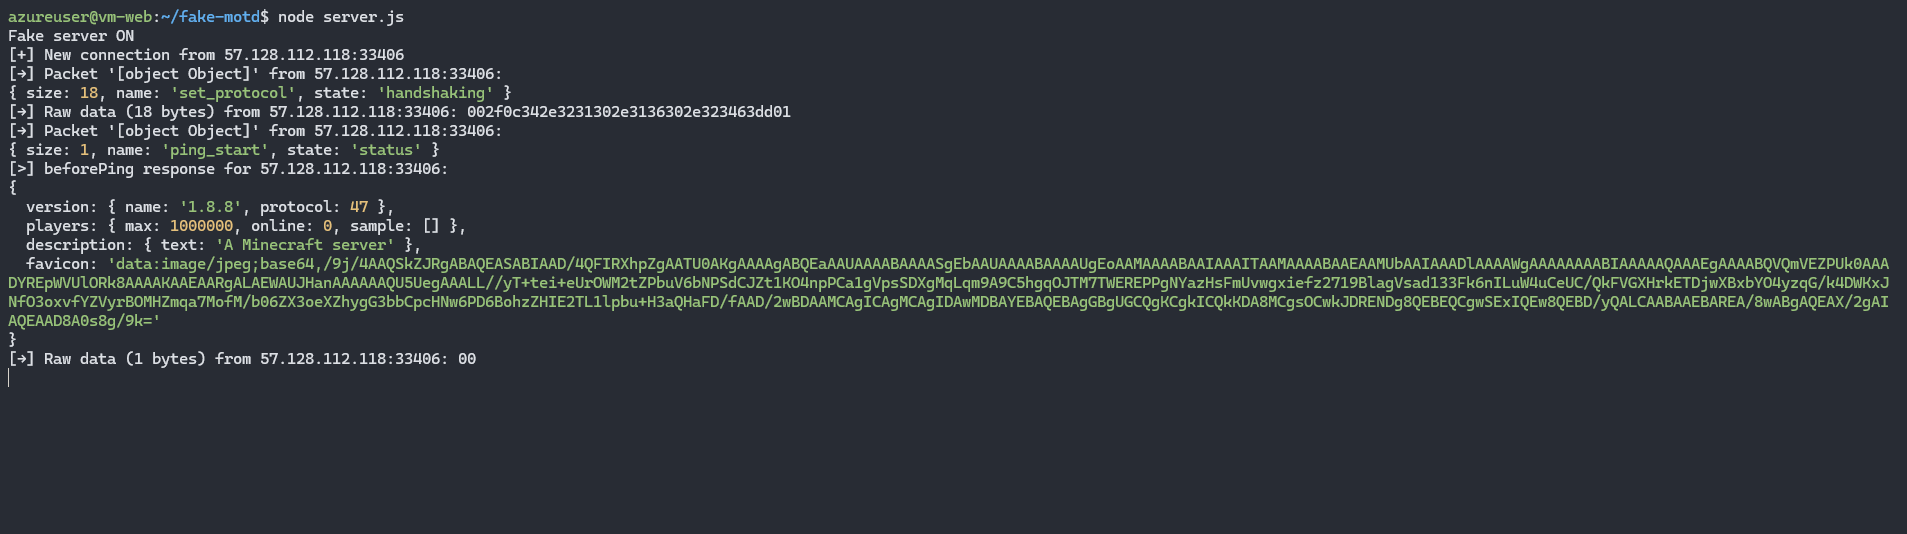 azureuser@vm-web:~/fake-motd$ node server.js
Fake server ON
[+] New connection from 57.128.112.118:33406
[→] Packet '[object Object]' from 57.128.112.118:33406:
{ size: 18, name: 'set_protocol', state: 'handshaking' }
[→] Raw data (18 bytes) from 57.128.112.118:33406: 002f0c342e3231302e3136302e323463dd01
[→] Packet '[object Object]' from 57.128.112.118:33406:
{ size: 1, name: 'ping_start', state: 'status' }
[>] beforePing response for 57.128.112.118:33406:
{
  version: { name: '1.8.8', protocol: 47 },
  players: { max: 1000000, online: 0, sample: [] },
  description: { text: 'A Minecraft server' },
  favicon: 'data:image/jpeg;base64,/9j/4AAQSkZJRgABAQEASABIAAD/4QFIRXhpZgAATU0AKgAAAAgABQEaAAUAAAABAAAASgEbAAUAAAABAAAAUgEoAAMAAAABAAIAAAITAAMAAAABAAEAAMUbAAIAAADlAAAAWgAAAAAAAABIAAAAAQAAAEgAAAABQVQmVEZPUk0AAA
DYREpWVUlORk8AAAAKAAEAARgALAEWAUJHanAAAAAAQU5UegAAALL//yT+tei+eUrOWM2tZPbuV6bNPSdCJZt1KO4npPCa1gVpsSDXgMqLqm9A9C5hgqOJTM7TWEREPPgNYazHsFmUvwgxiefz2719BlagVsad133Fk6nILuW4uCeUC/QkFVGXHrkETDjwXBxbYO4yzqG/k4DWKxJ
NfO3oxvfYZVyrBOMHZmqa7MofM/b06ZX3oeXZhygG3bbCpcHNw6PD6BohzZHIE2TL1lpbu+H3aQHaFD/fAAD/2wBDAAMCAgICAgMCAgIDAwMDBAYEBAQEBAgGBgUGCQgKCgkICQkKDA8MCgsOCwkJDRENDg8QEBEQCgwSExIQEw8QEBD/yQALCAABAAEBAREA/8wABgAQEAX/2gAI
AQEAAD8A0s8g/9k='
}
[→] Raw data (1 bytes) from 57.128.112.118:33406: 00